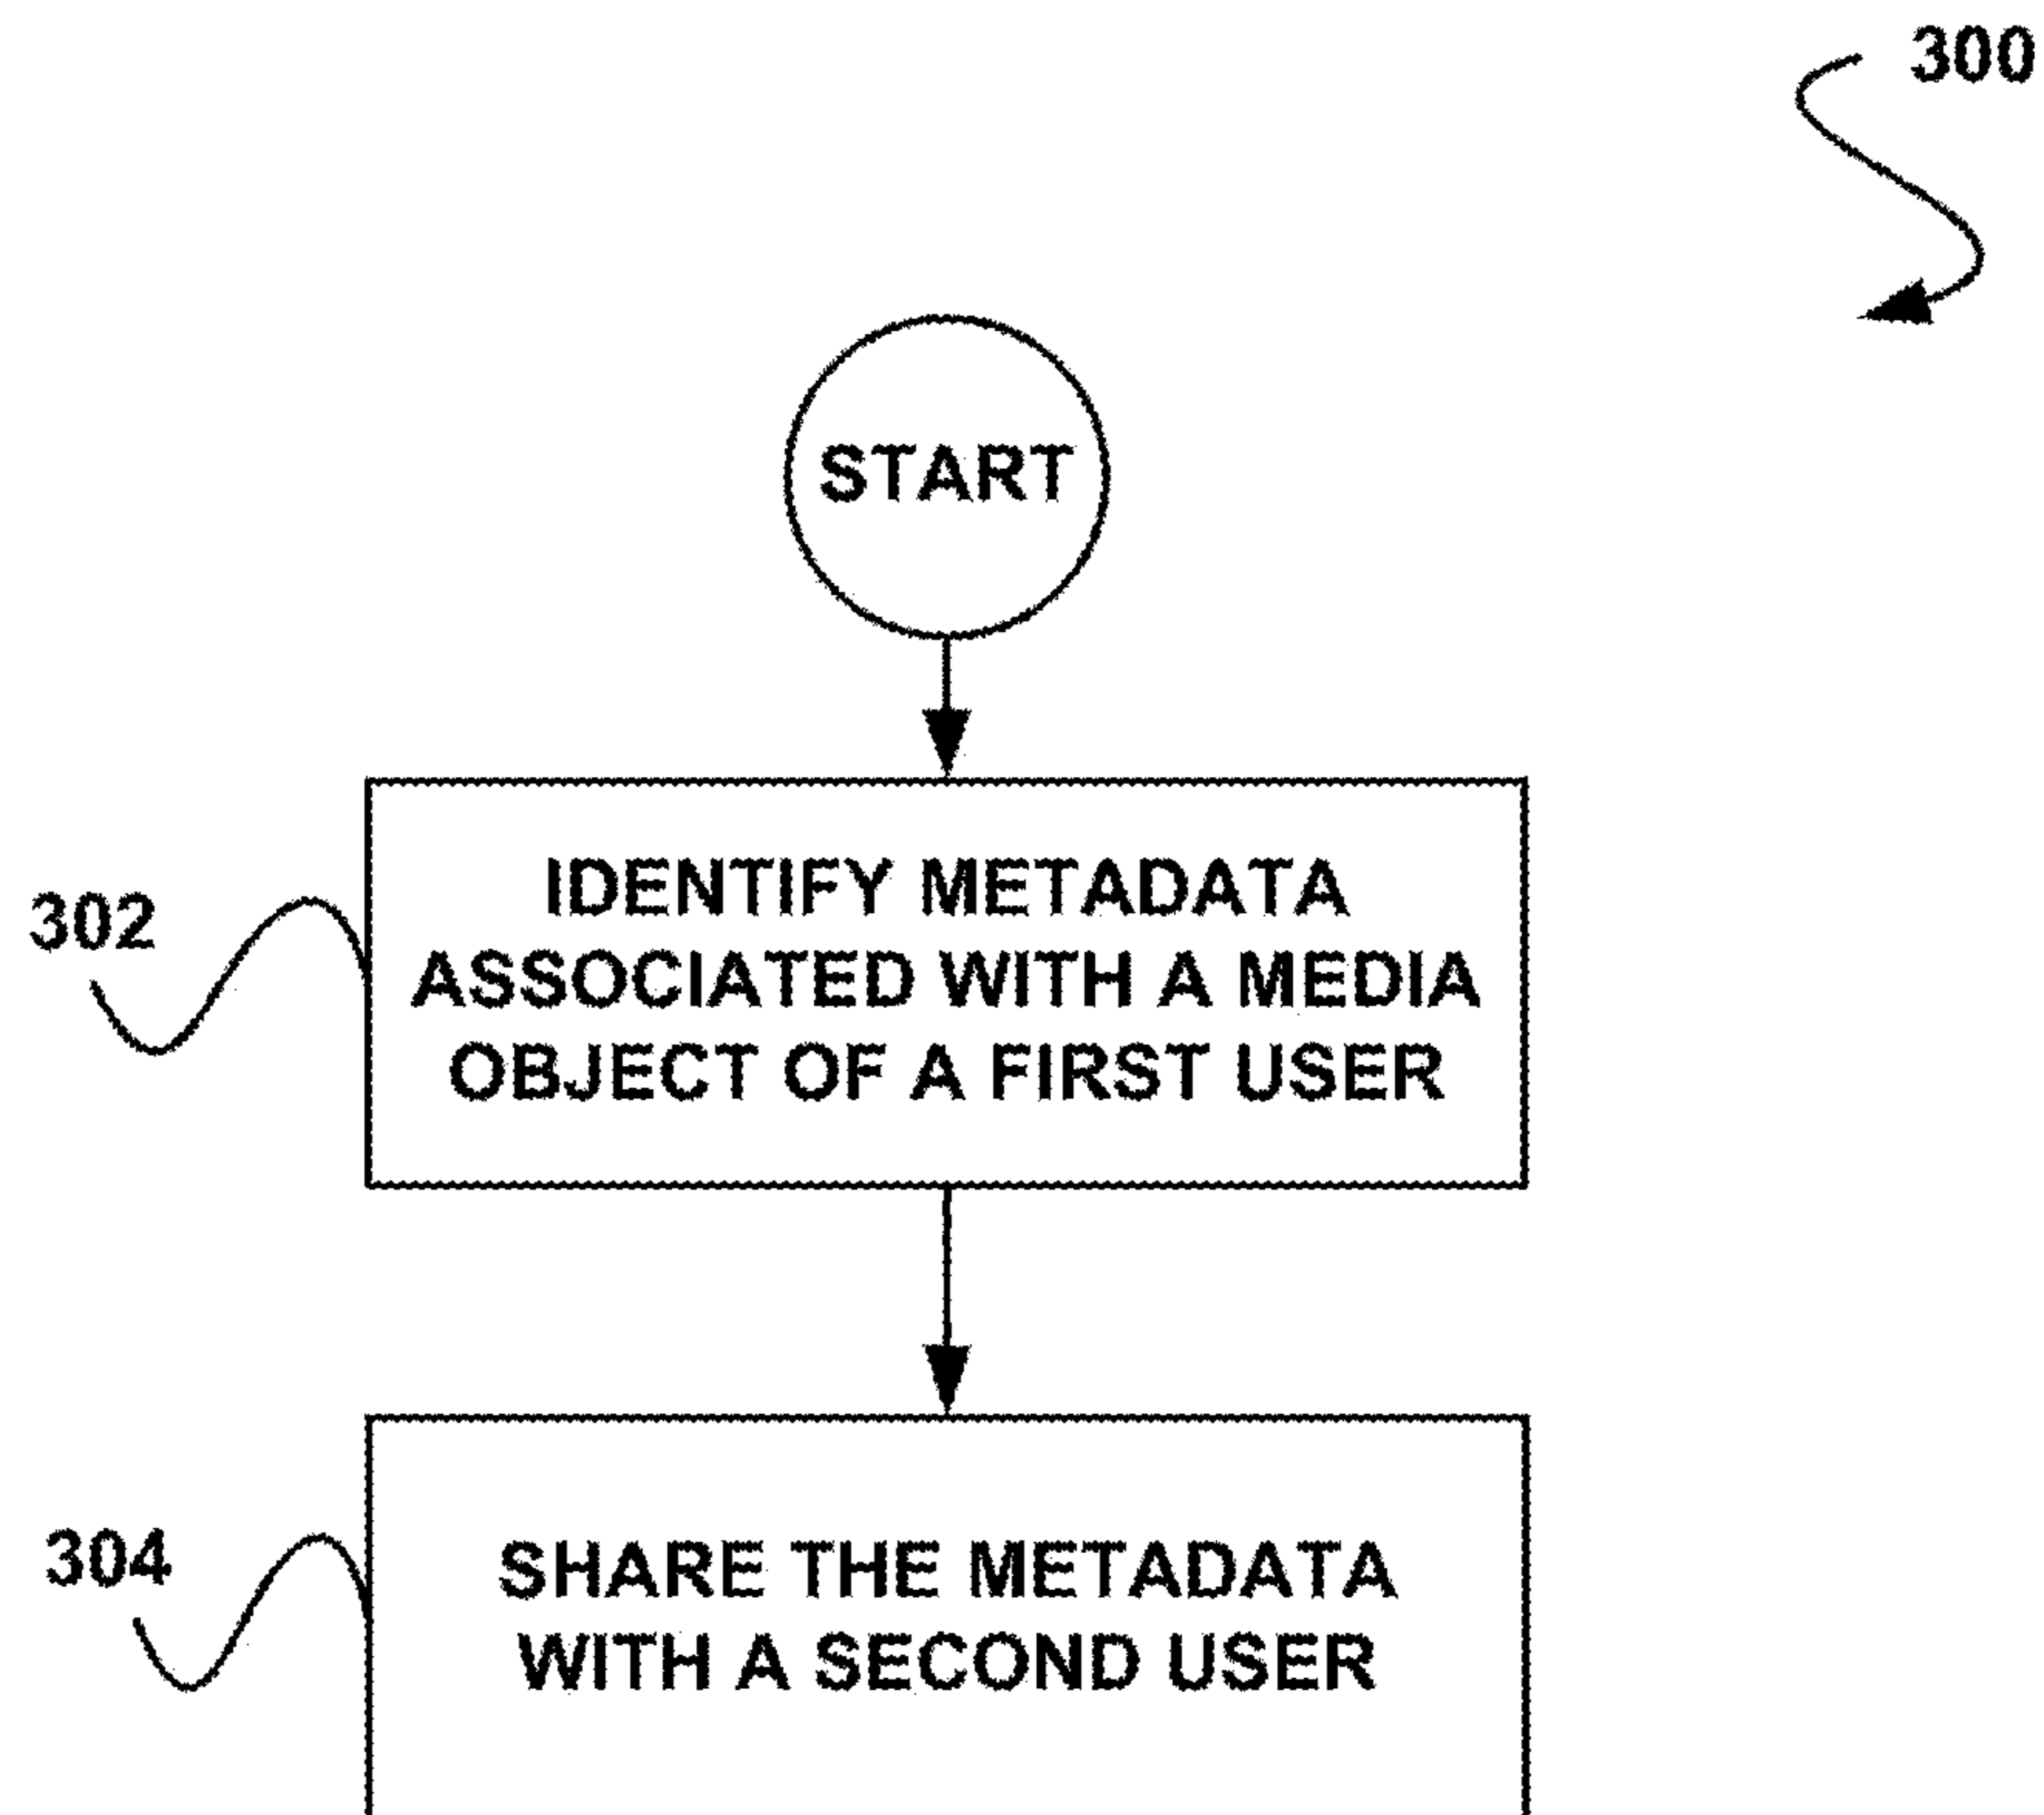 300
START
302
IDENTIFY METADATA
ASSOCIATED WITH A MEDIA
OBJECT OF A FIRST USER
304
SHARE THE METADATA
WITH A SECOND USER